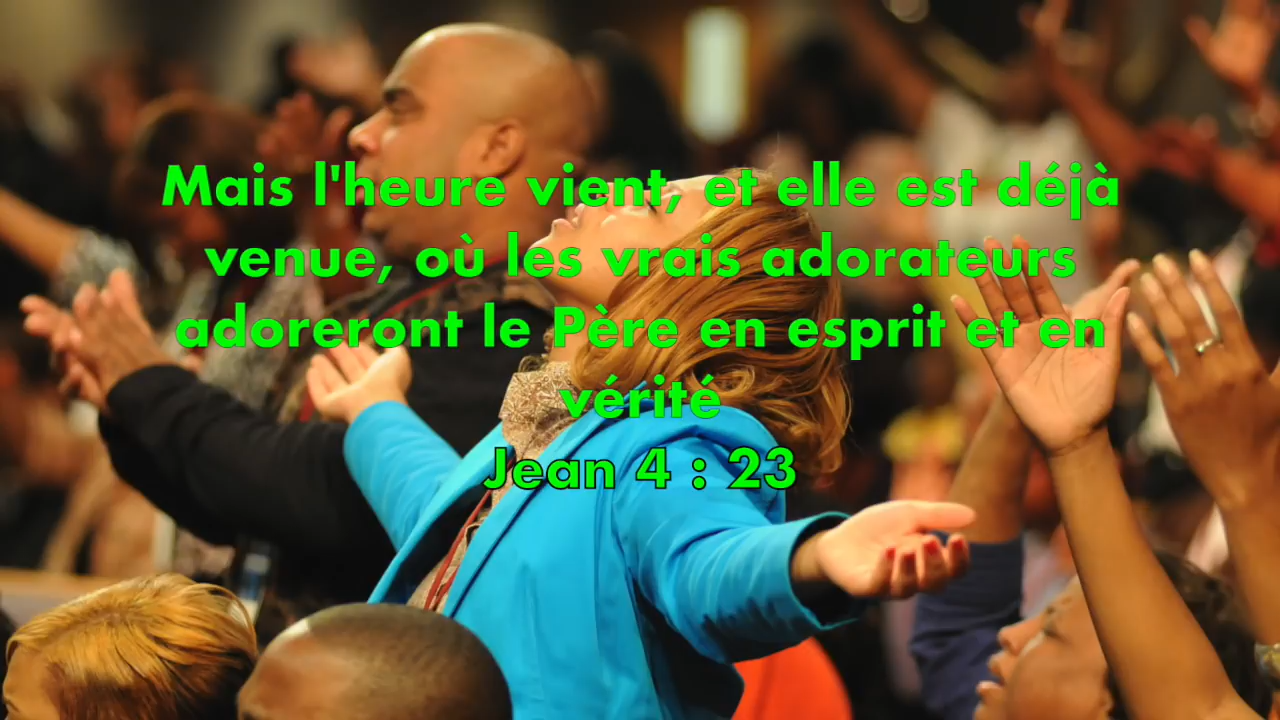 Mais l'heure vient, et elle est déjà
venue, où les vrais adorateurs
adoreront le Père en esprit et en
vérité
Jean 4 : 23